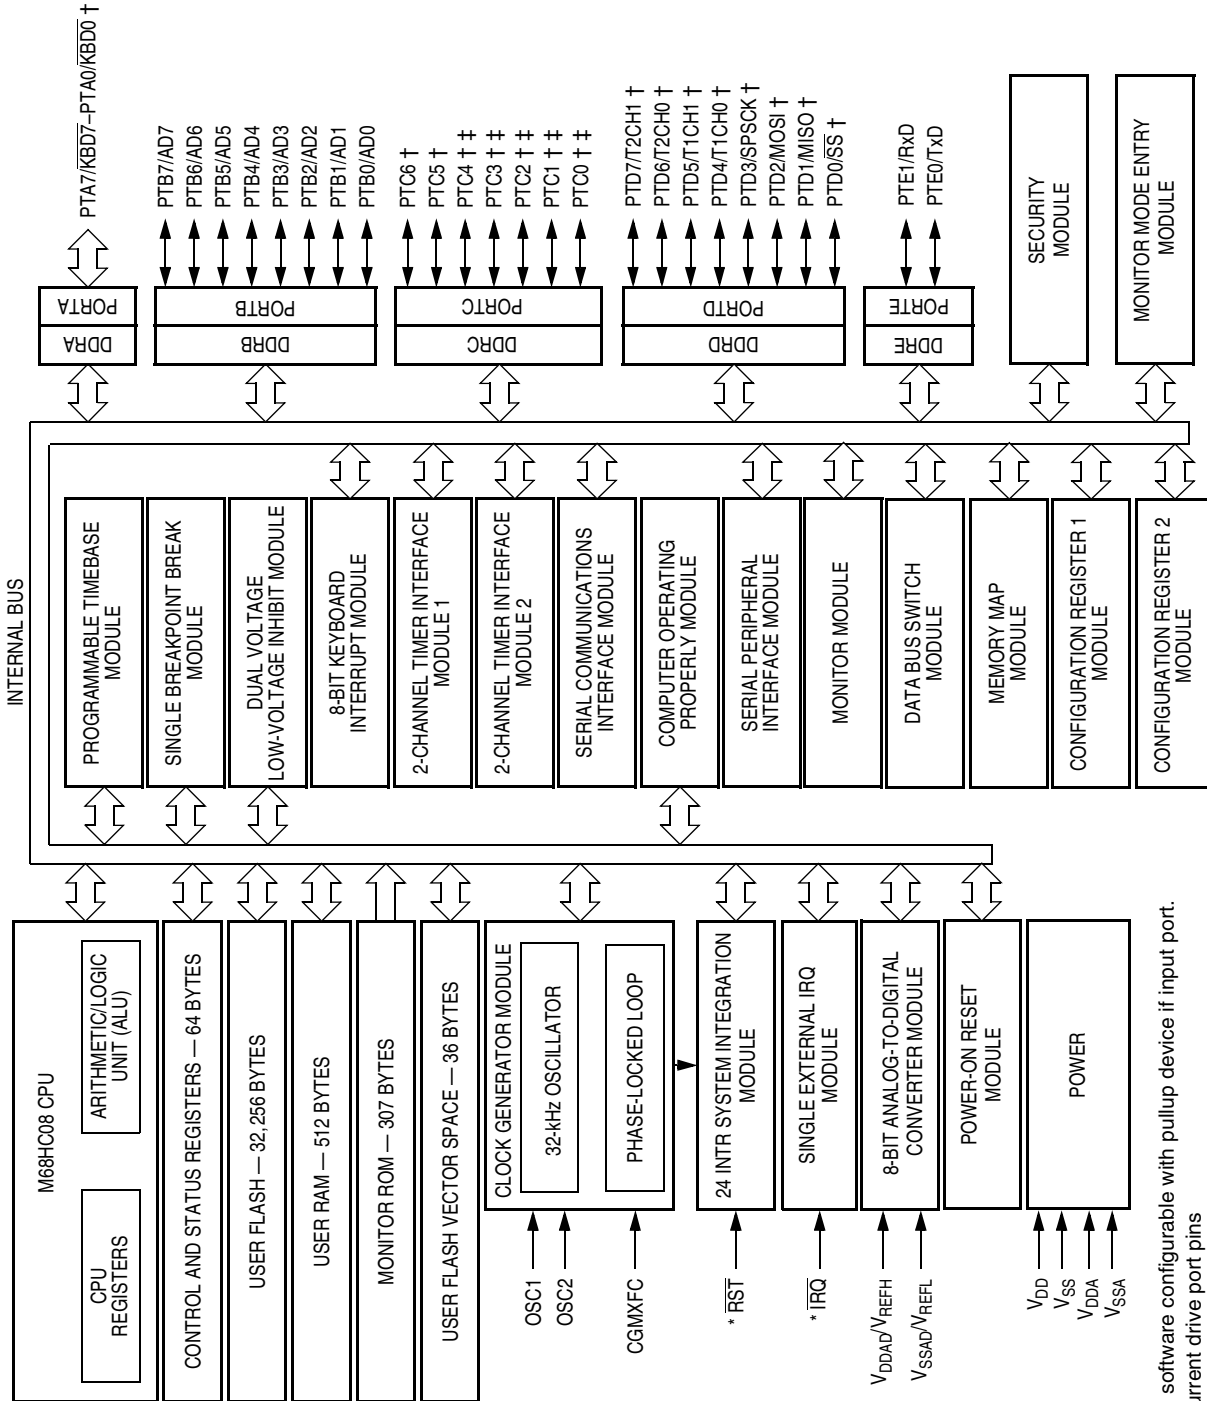 INTERNAL BUS
M68HC08 CPU
CPU
REGISTERS
ARITHMETIC/LOGIC
UNIT (ALU)
CONTROL AND STATUS REGISTERS — 64 BYTES
USER FLASH — 32,256 BYTES
USER RAM — 512 BYTES
MONITOR ROM — 307 BYTES
USER FLASH VECTOR SPACE — 36 BYTES
CLOCK GENERATOR MODULE
32-kHz OSCILLATOR
PHASE-LOCKED LOOP
OSC1
OSC2
CGMXFC
24 INTR SYSTEM INTEGRATION
MODULE
* RST
SINGLE EXTERNAL IRQ
MODULE
* IRQ
8-BIT ANALOG-TO-DIGITAL
CONVERTER MODULE
VDDAD/VREFH
VSSAD/VREFL
POWER-ON RESET
MODULE
POWER
VDD
VSS
VDDA
VSSA
PROGRAMMABLE TIMEBASE
MODULE
SINGLE BREAKPOINT BREAK
MODULE
DUAL VOLTAGE
LOW-VOLTAGE INHIBIT MODULE
8-BIT KEYBOARD
INTERRUPT MODULE
2-CHANNEL TIMER INTERFACE
MODULE 1
2-CHANNEL TIMER INTERFACE
MODULE 2
SERIAL COMMUNICATIONS
INTERFACE MODULE
COMPUTER OPERATING
PROPERLY MODULE
SERIAL PERIPHERAL
INTERFACE MODULE
MONITOR MODULE
DATA BUS SWITCH
MODULE
MEMORY MAP
MODULE
CONFIGURATION REGISTER 1
MODULE
CONFIGURATION REGISTER 2
MODULE
DDRA
PORTA
PTA7/KBD7–PTA0/KBD0 †
DDRB
PORTB
PTB7/AD7
PTB6/AD6
PTB5/AD5
PTB4/AD4
PTB3/AD3
PTB2/AD2
PTB1/AD1
PTB0/AD0
DDRC
PORTC
PTC6 †
PTC5 †
PTC4 † ‡
PTC3 † ‡
PTC2 † ‡
PTC1 † ‡
PTC0 † ‡
DDRD
PORTD
PTD7/T2CH1 †
PTD6/T2CH0 †
PTD5/T1CH1 †
PTD4/T1CH0 †
PTD3/SPSCK †
PTD2/MOSI †
PTD1/MISO †
PTD0/SS †
DDRE
PORTE
PTE1/RxD
PTE0/TxD
SECURITY
MODULE
MONITOR MODE ENTRY
MODULE
software configurable with pullup device if input port.
urrent drive port pins